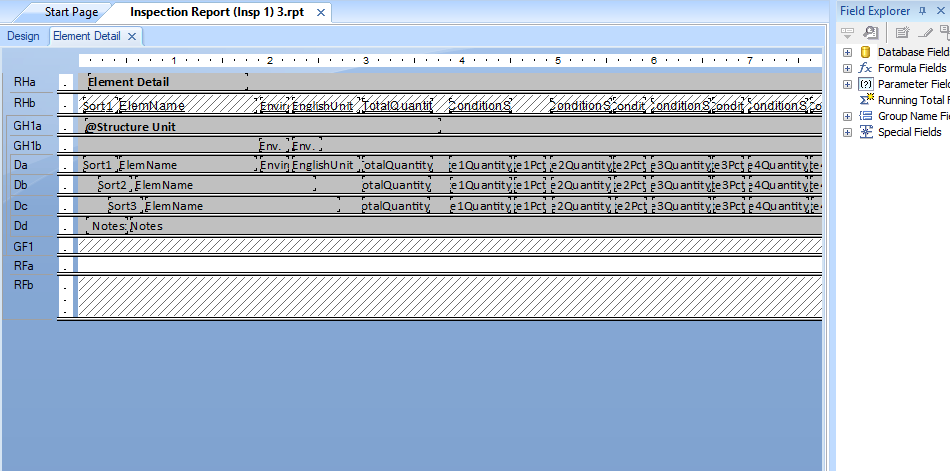 Start Page Inspection Report (Insp 1) 3.rpt ×
Field Explorer
Design Element Detail ×
1 2 3 4 5 6 7
Database Field
Formula Fields
Parameter Field
Running Total F
Group Name Fi
Special Fields
RHa Element Detail
RHb Sort1 ElemName Envir EnglishUnit TotalQuanti ConditionS onditionS ondit onditionS ondit onditionS
GH1a @Structure Unit
GH1b Env. Env.
Da Sort1 ElemName Envir EnglishUnit otalQuantity e1Quantity e1Pct e2Quantity e2Pct e3Quantity e3Pct e4Quantity e4
Db Sort2 ElemName otalQuantity e1Quantity e1Pct e2Quantity e2Pct e3Quantity e3Pct e4Quantity e4
Dc Sort3 ElemName otalQuantity e1Quantity e1Pct e2Quantity e2Pct e3Quantity e3Pct e4Quantity e4
Dd Notes: Notes
GF1
RFa
RFb